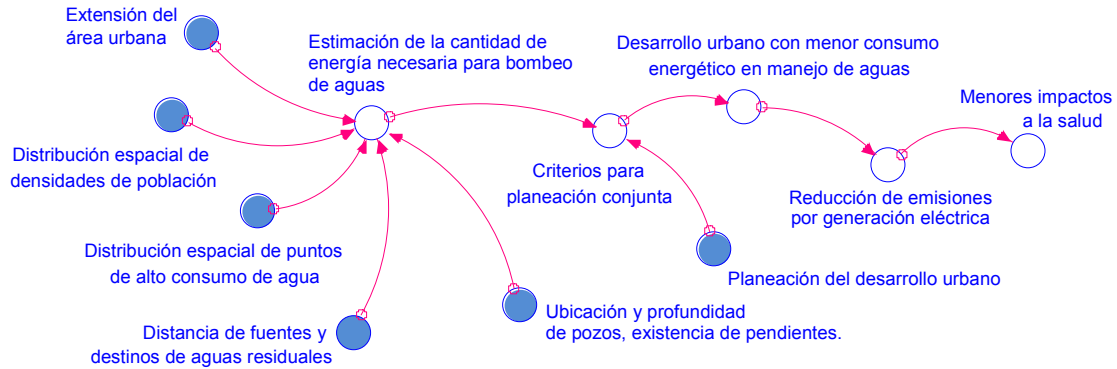 Extensión del
área urbana
Estimación de la cantidad de
energía necesaria para bombeo
de aguas
Desarrollo urbano con menor consumo
energético en manejo de aguas
Menores impactos
a la salud
Distribución espacial de
densidades de población
Criterios para
planeación conjunta
Reducción de emisiones
por generación eléctrica
Distribución espacial de puntos
de alto consumo de agua
Planeación del desarrollo urbano
Distancia de fuentes y
destinos de aguas residuales
Ubicación y profundidad
de pozos, existencia de pendientes.